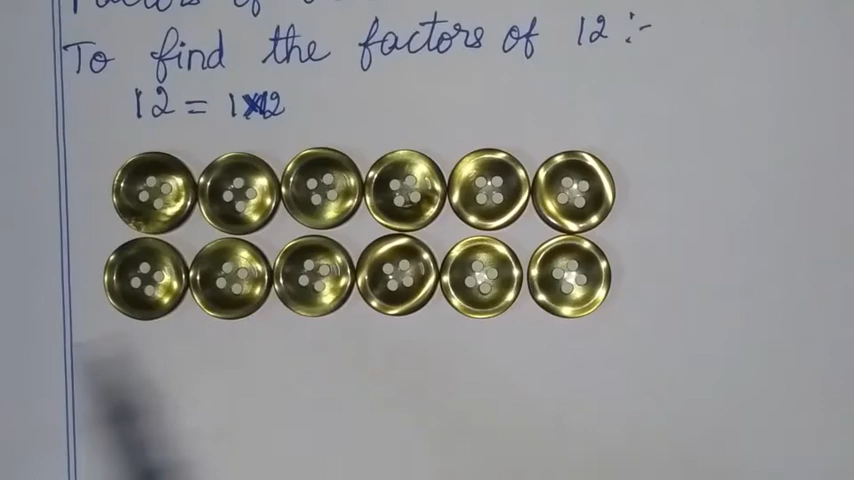 To find the factors of 12 :-
12 = 1×12